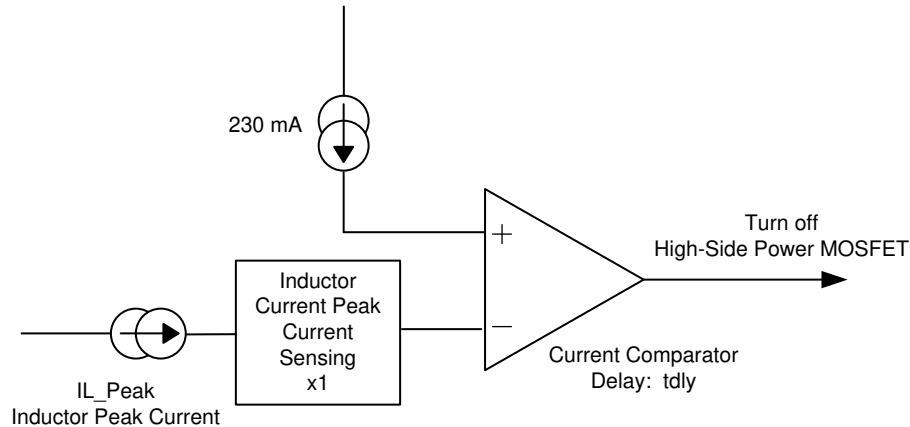 230 mA
+
Turn off
High-Side Power MOSFET
Inductor
Current Peak
Current
Sensing
x1
−
Current Comparator
Delay: tdly
IL_Peak
Inductor Peak Current